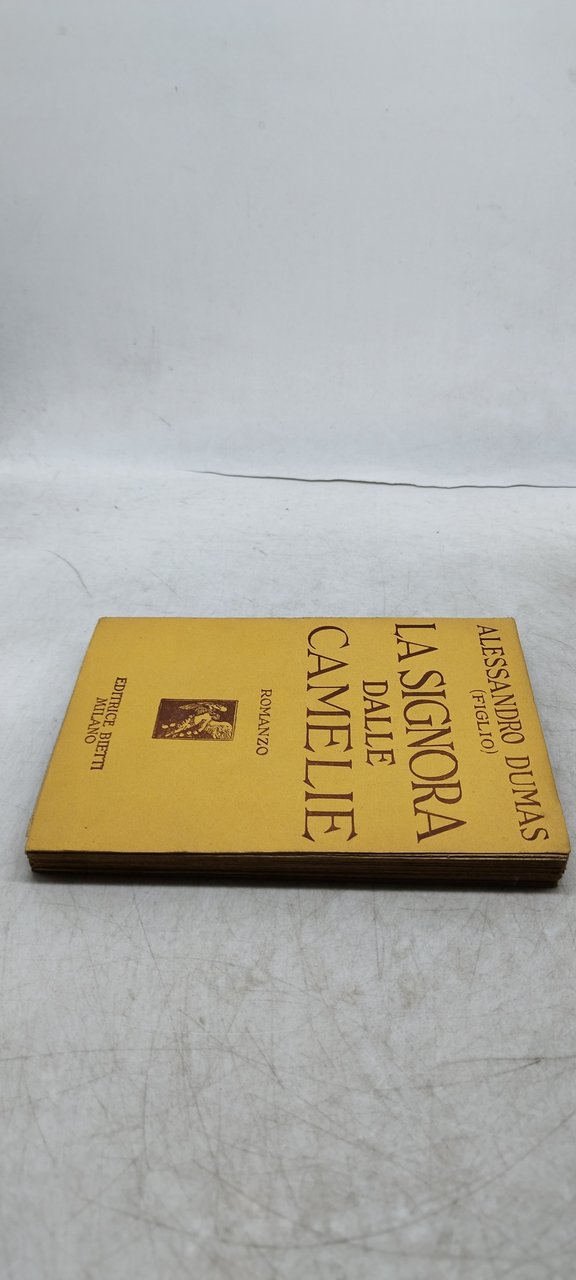 ALESSANDRO DUMAS
(FIGLIO)
LA SIGNORA
DALLE
CAMELIE
ROMANZO
EDITRICE BIETTI
MILANO